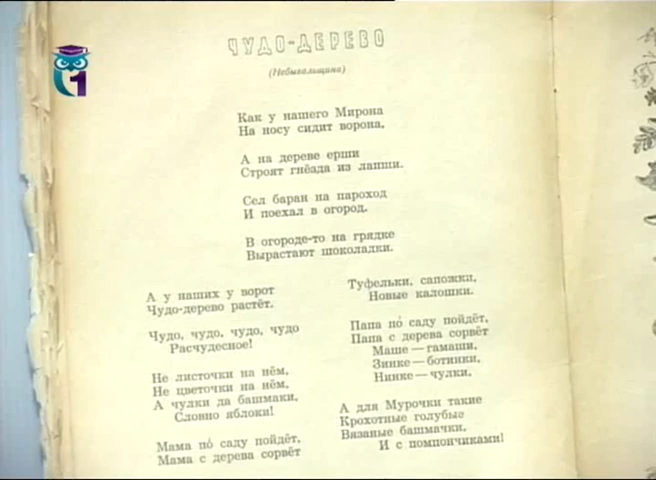 ЧУДО-ДЕРЕВО
(Небывальщина)
Как у нашего Мирона
На носу сидит ворона.
А на дереве ерши
Строят гнёзда из лапши.
Сел баран на пароход
И поехал в огород.
В огороде-то на грядке
Вырастают шоколадки.
А у наших у ворот
Чудо-дерево растёт.
Чудо, чудо, чудо, чудо
Расчудесное!
Не листочки на нём,
Не цветочки на нём,
А чулки да башмаки,
Словно яблоки!
Мама по́ саду пойдёт,
Мама с дерева сорвёт
Туфельки, сапожки,
Новые калошки.
Папа по́ саду пойдёт,
Папа с дерева сорвёт
Маше — гамаши,
Зинке — ботинки,
Нинке — чулки,
А для Мурочки такие
Крохотные голубые
Вязаные башмачки,
И с помпончиками!
1